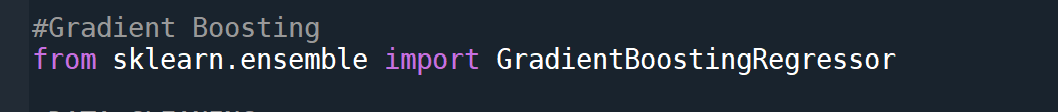 #Gradient Boosting
from sklearn.ensemble import GradientBoostingRegressor